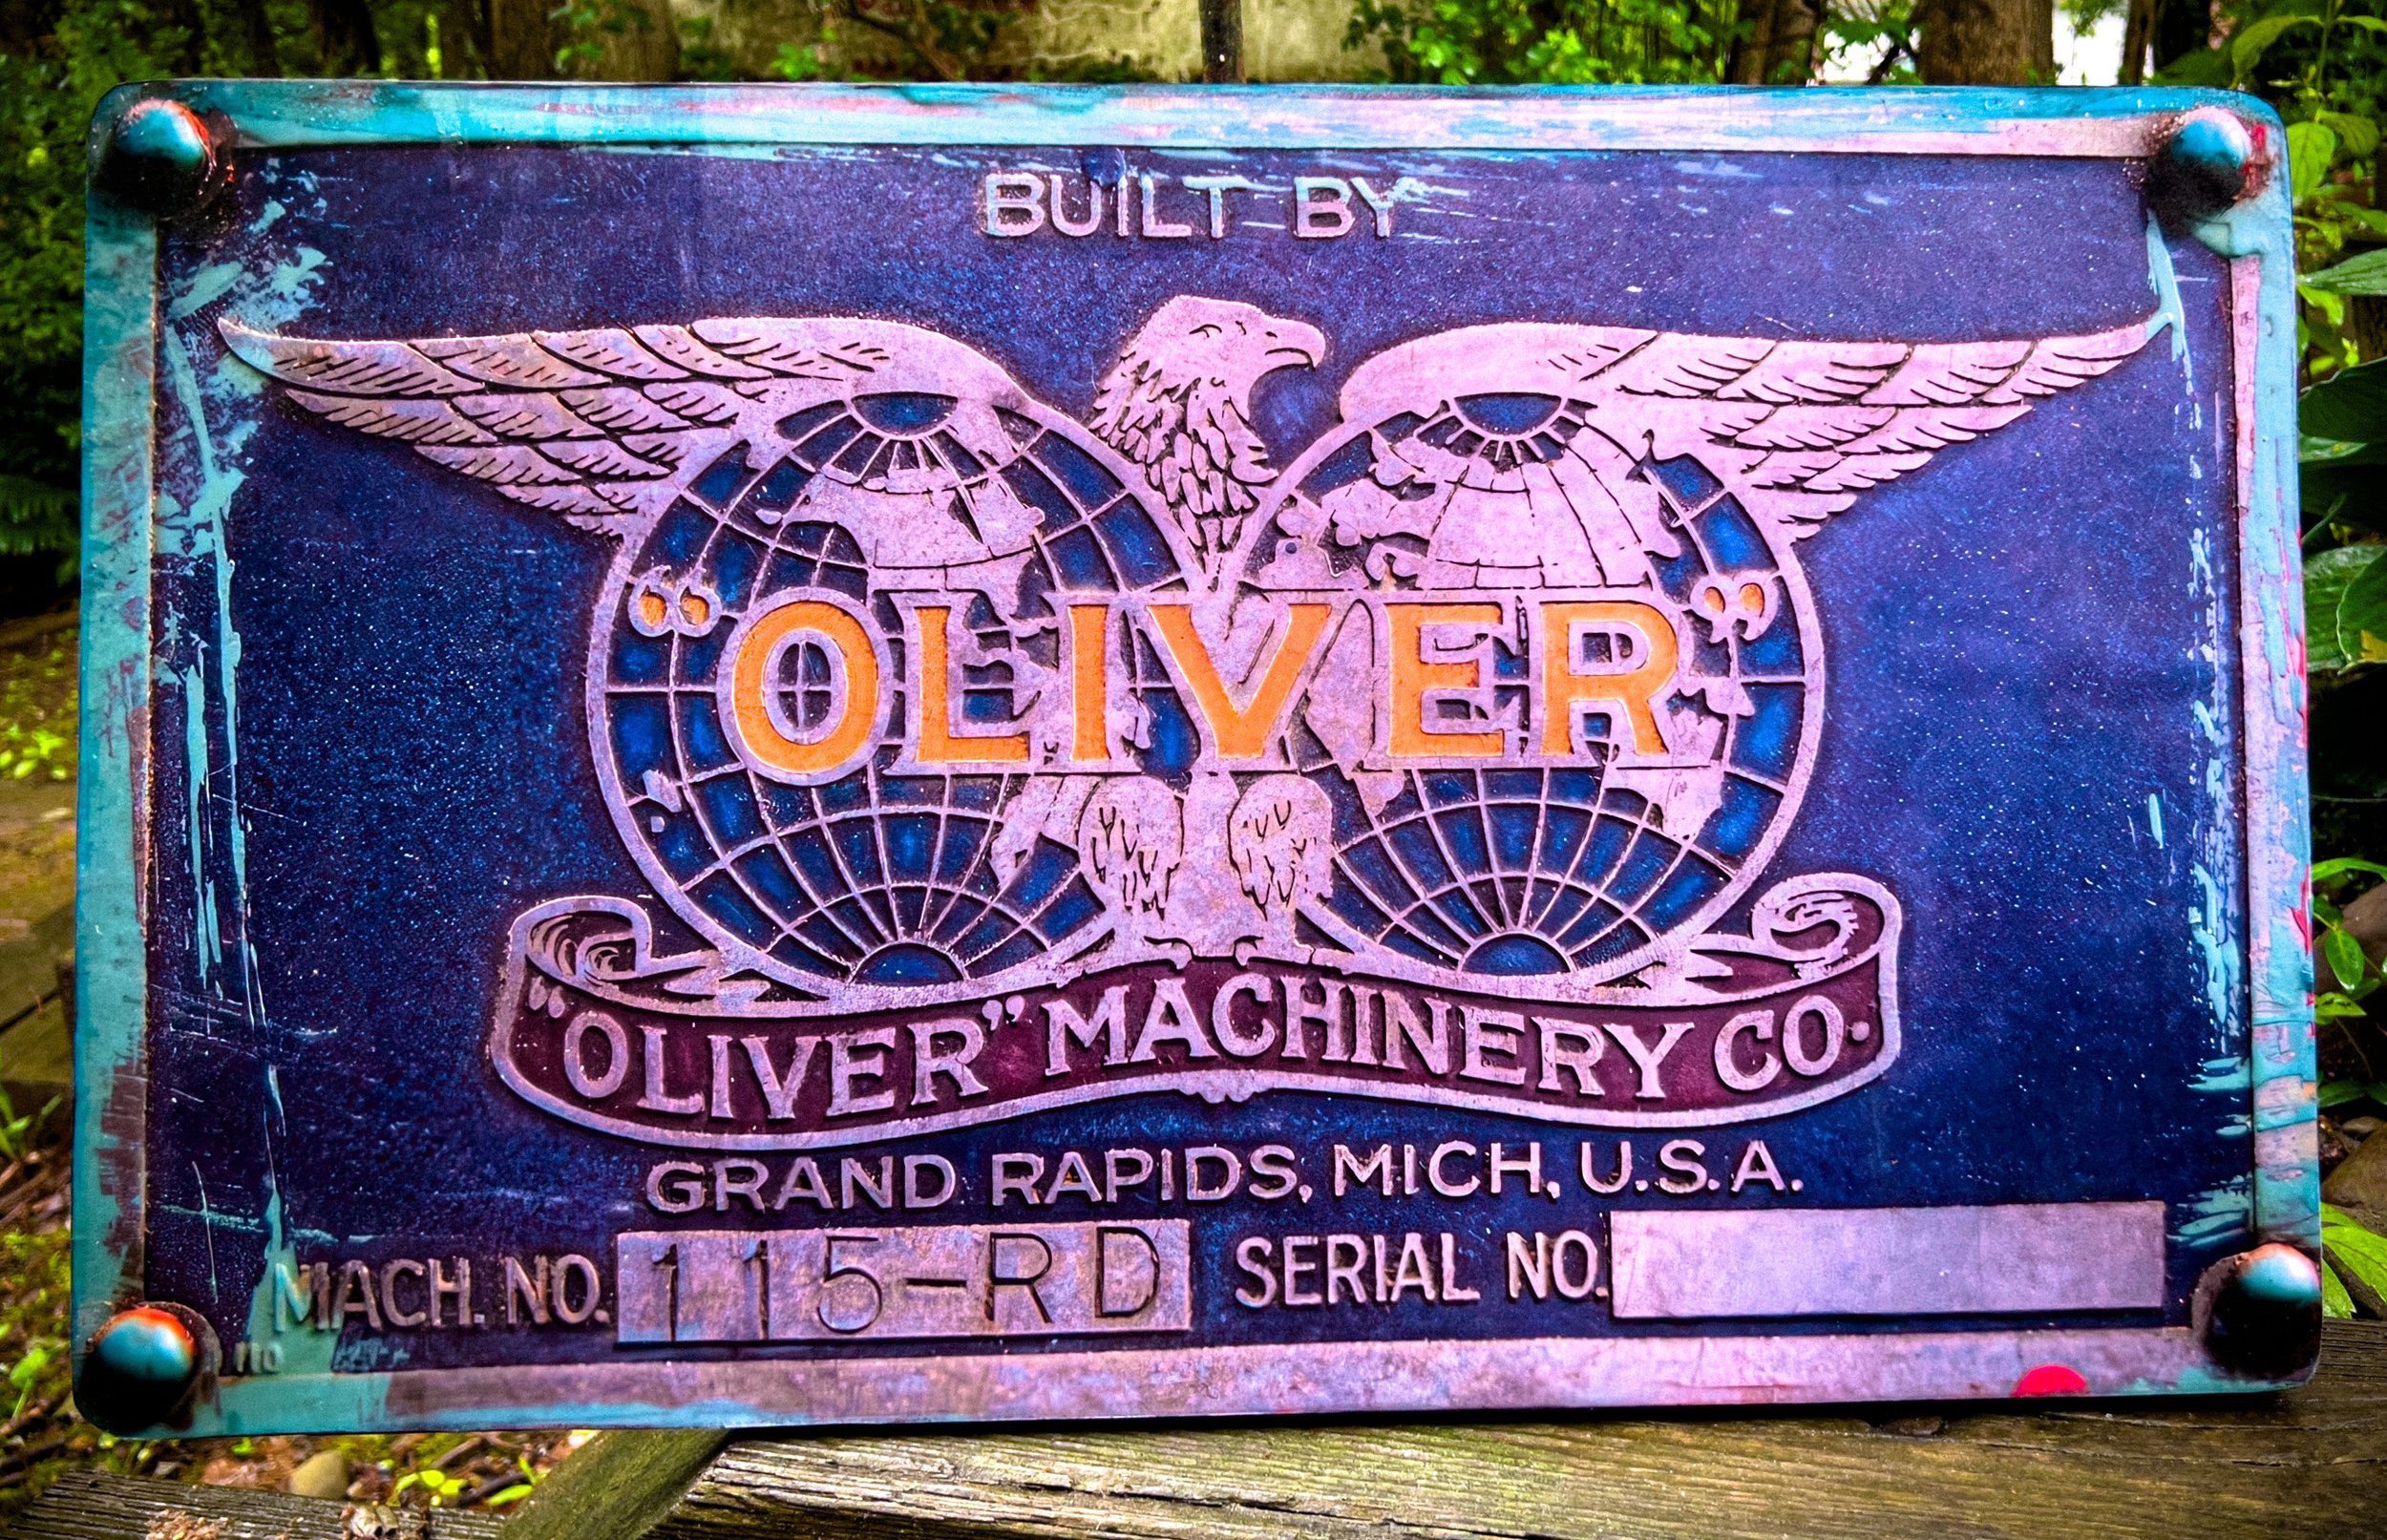 BUILT BY
“OLIVER”
“OLIVER” MACHINERY CO.
GRAND RAPIDS, MICH, U.S.A.
MACH. NO. 115-RD SERIAL NO.